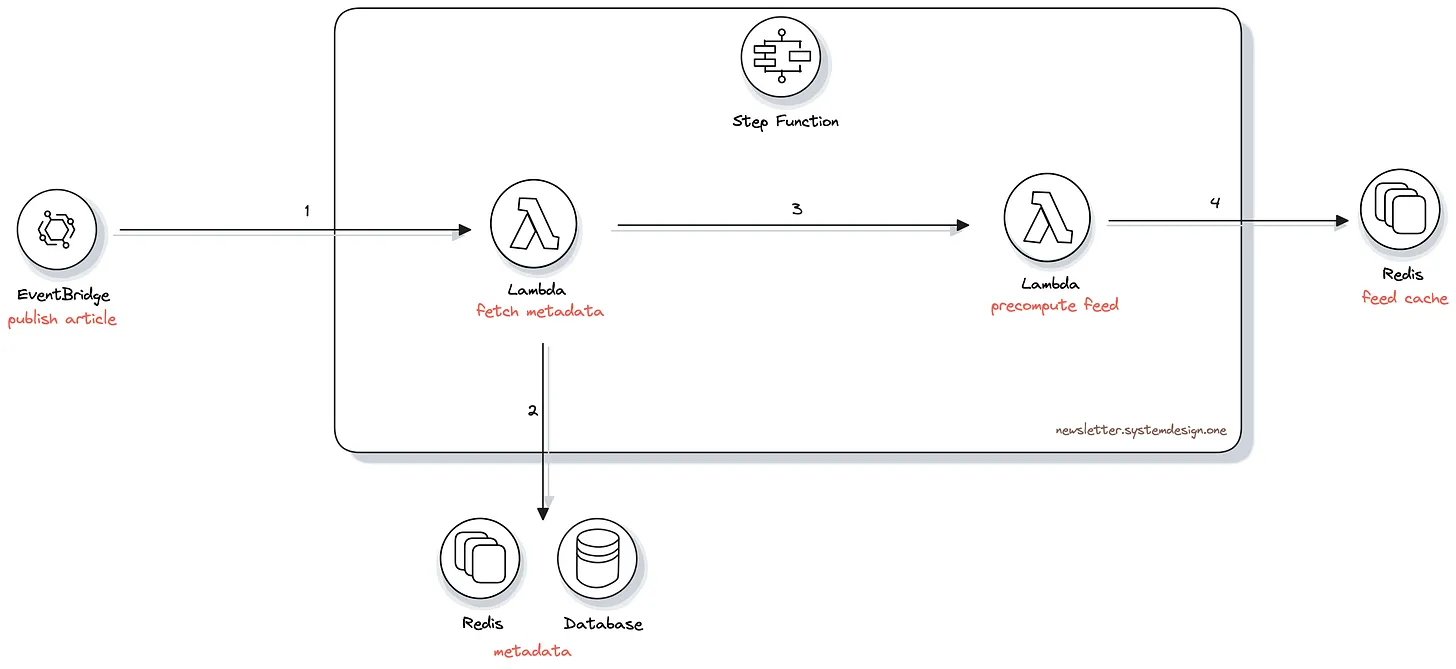 Step Function
1
3
4
EventBridge
publish article
Lambda
fetch metadata
Lambda
precompute feed
Redis
feed cache
2
newsletter.systemdesign.one
Redis
Database
metadata